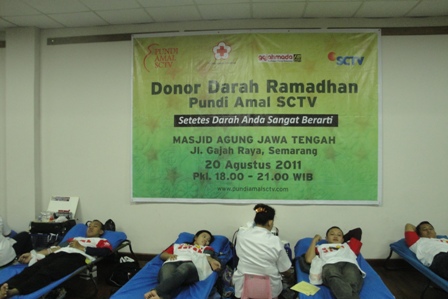 PUNDI
AMAL
SCTV
SCTV
Donor Darah Ramadhan
Pundi Amal SCTV
Setetes Darah Anda Sangat Berarti
MASJID AGUNG JAWA TENGAH
Jl. Gajah Raya, Semarang
20 Agustus 2011
Pkl. 18.00 - 21.00 WIB
www.pundiamalsctv.com